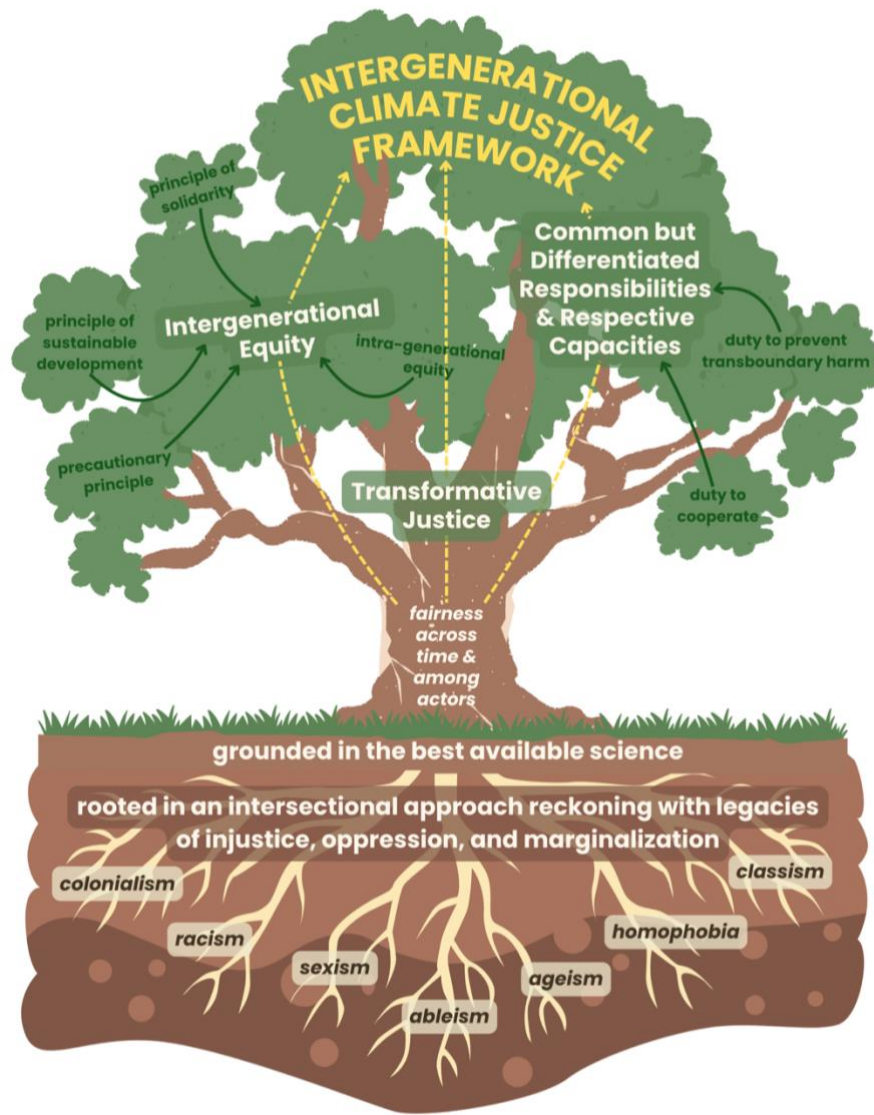 INTERGENERATIONAL
CLIMATE JUSTICE
FRAMEWORK
principle of
solidarity
Common but
Differentiated
Responsibilities
& Respective
Capacities
Intergenerational
Equity
principle of
sustainable
development
intra-generational
equity
duty to prevent
transboundary harm
precautionary
principle
Transformative
Justice
duty to
cooperate
fairness
across
time &
among
actors
grounded in the best available science
rooted in an intersectional approach reckoning with legacies
of injustice, oppression, and marginalization
colonialism
classism
racism
homophobia
sexism
ageism
ableism